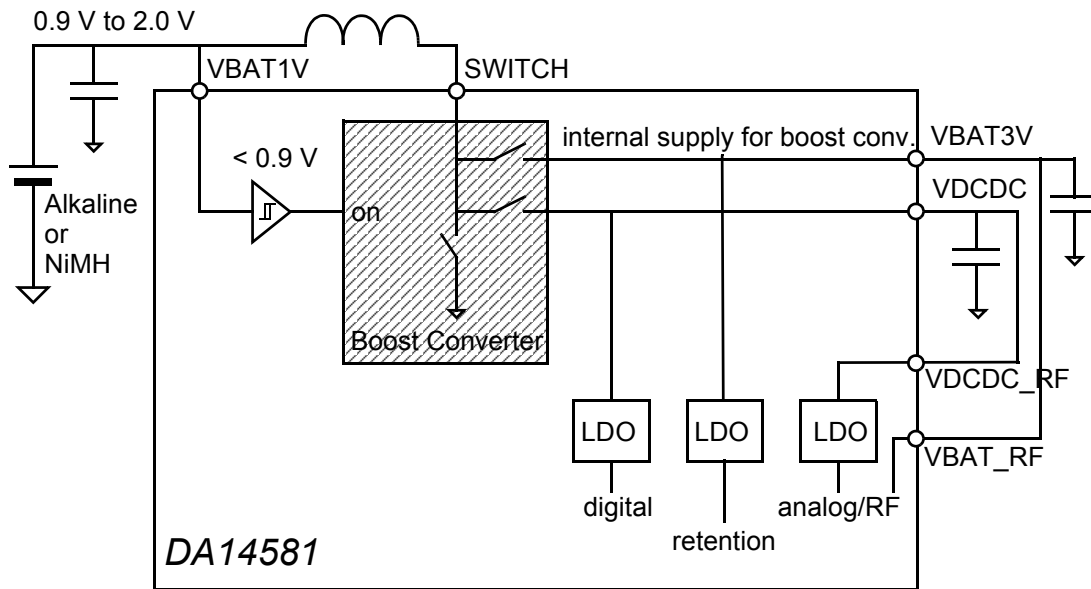 0.9 V to 2.0 V
VBAT1V
SWITCH
internal supply for boost conv.
VBAT3V
< 0.9 V
VDCDC
Alkaline
or
NiMH
on
Boost Converter
VDCDC_RF
LDO
LDO
LDO
VBAT_RF
digital
analog/RF
retention
DA14581